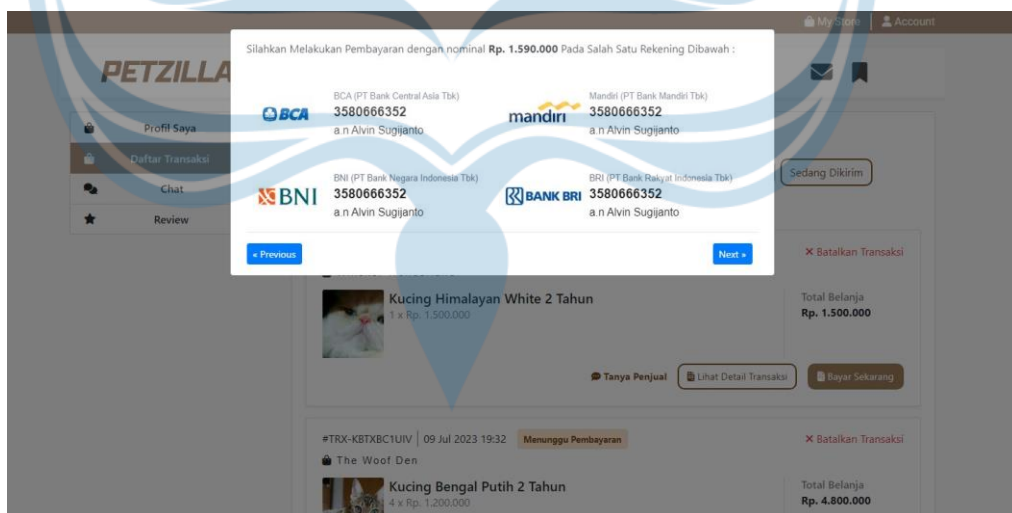 My Store | Account
PETZILLA
Silahkan Melakukan Pembayaran dengan nominal Rp. 1.590.000 Pada Salah Satu Rekening Dibawah :
BCA
BCA (PT Bank Central Asia Tbk)
3580666352
a.n Alvin Sugijanto
mandiri
Mandiri (PT Bank Mandiri Tbk)
3580666352
a.n Alvin Sugijanto
BNI
BNI (PT Bank Negara Indonesia Tbk)
3580666352
a.n Alvin Sugijanto
BANK BRI
BRI (PT Bank Rakyat Indonesia Tbk)
3580666352
a.n Alvin Sugijanto
« Previous
Next »
Profil Saya
Daftar Transaksi
Chat
Review
Sedang Dikirim
Batalkan Transaksi
Kucing Himalayan White 2 Tahun
1 x Rp. 1.500.000
Total Belanja
Rp. 1.500.000
Tanya Penjual
Lihat Detail Transaksi
Bayar Sekarang
#TRX-KBTXBC1UIV | 09 Jul 2023 19:32 Menunggu Pembayaran
Batalkan Transaksi
The Woof Den
Kucing Bengal Putih 2 Tahun
4 x Rp. 1.200.000
Total Belanja
Rp. 4.800.000